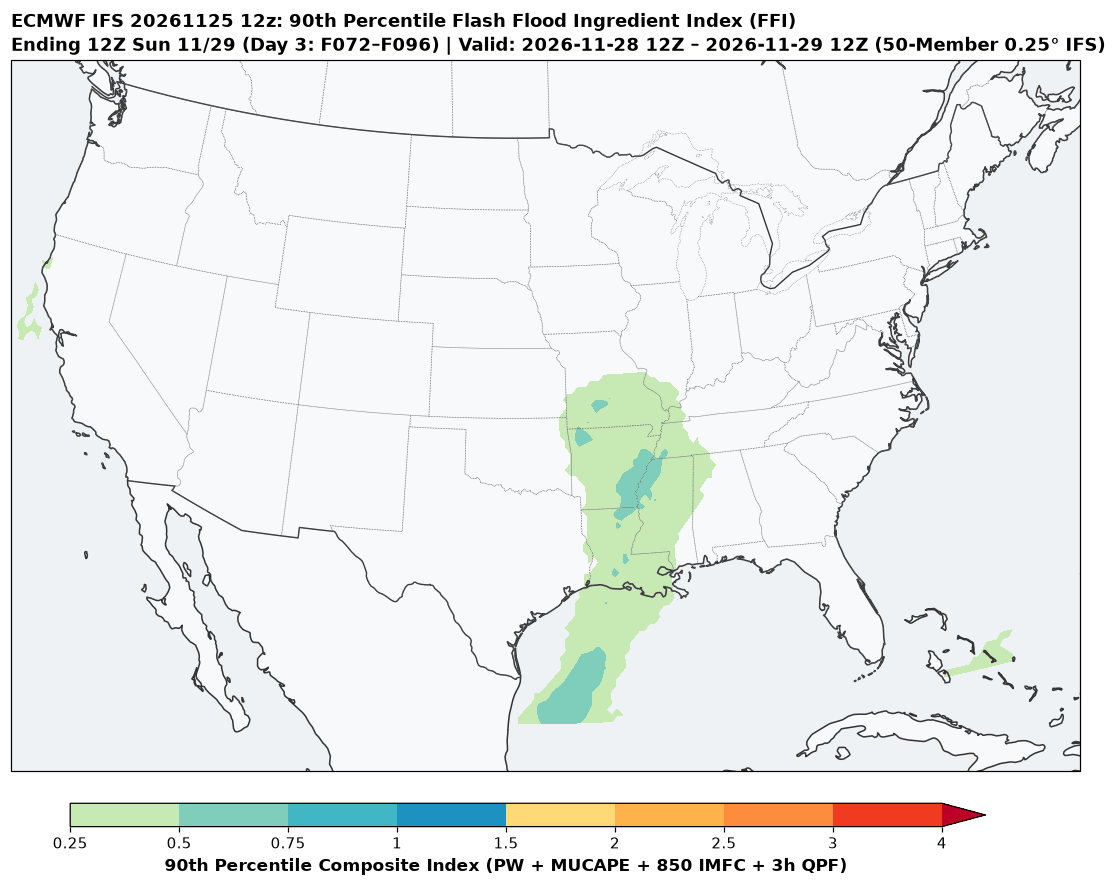 ECMWF IFS 20261125 12z: 90th Percentile Flash Flood Ingredient Index (FFI)
Ending 12Z Sun 11/29 (Day 3: F072–F096) | Valid: 2026-11-28 12Z – 2026-11-29 12Z (50-Member 0.25° IFS)
0.25 0.5 0.75 1 1.5 2 2.5 3 4
90th Percentile Composite Index (PW + MUCAPE + 850 IMFC + 3h QPF)